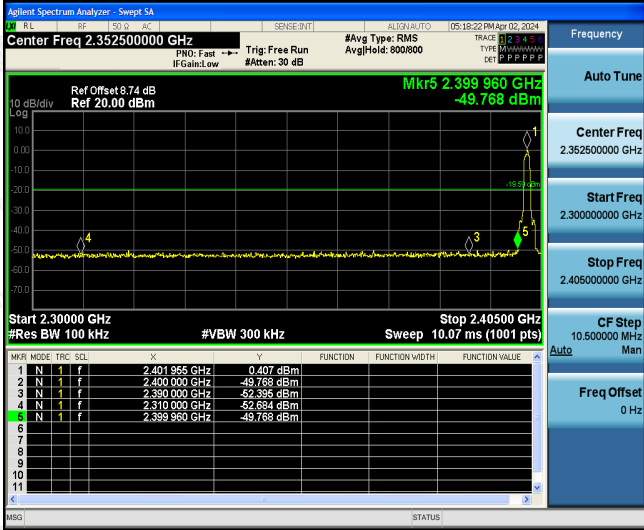 Agilent Spectrum Analyzer - Swept SA
RL RF 50 Ω AC SENSE:INT ALIGNAUTO 05:18:22 PM Apr 02, 2024
Center Freq 2.352500000 GHz
PNO: Fast
IFGain:Low
Trig: Free Run
#Atten: 30 dB
#Avg Type: RMS
Avg|Hold: 800/800
TRACE 1 2 3 4 5 6
TYPE M
DET P P P P P P
Ref Offset 8.74 dB
10 dB/div Ref 20.00 dBm
Log
Mkr5 2.399 960 GHz
-49.768 dBm
10.0
0.00
-10.0
-20.0
-30.0
-40.0
-50.0
-60.0
-70.0
1
4
3
5
Start 2.30000 GHz Stop 2.40500 GHz
#Res BW 100 kHz #VBW 300 kHz Sweep 10.07 ms (1001 pts)
MKR MODE TRC SCL X Y FUNCTION FUNCTION WIDTH FUNCTION VALUE
1 N 1 f 2.401 955 GHz 0.407 dBm
2 N 1 f 2.400 000 GHz -49.768 dBm
3 N 1 f 2.390 000 GHz -52.395 dBm
4 N 1 f 2.310 000 GHz -52.684 dBm
5 N 1 f 2.399 960 GHz -49.768 dBm
6
7
8
9
10
11
MSG STATUS
Frequency
Auto Tune
Center Freq
2.352500000 GHz
Start Freq
2.300000000 GHz
Stop Freq
2.405000000 GHz
CF Step
10.500000 MHz
Auto Man
Freq Offset
0 Hz